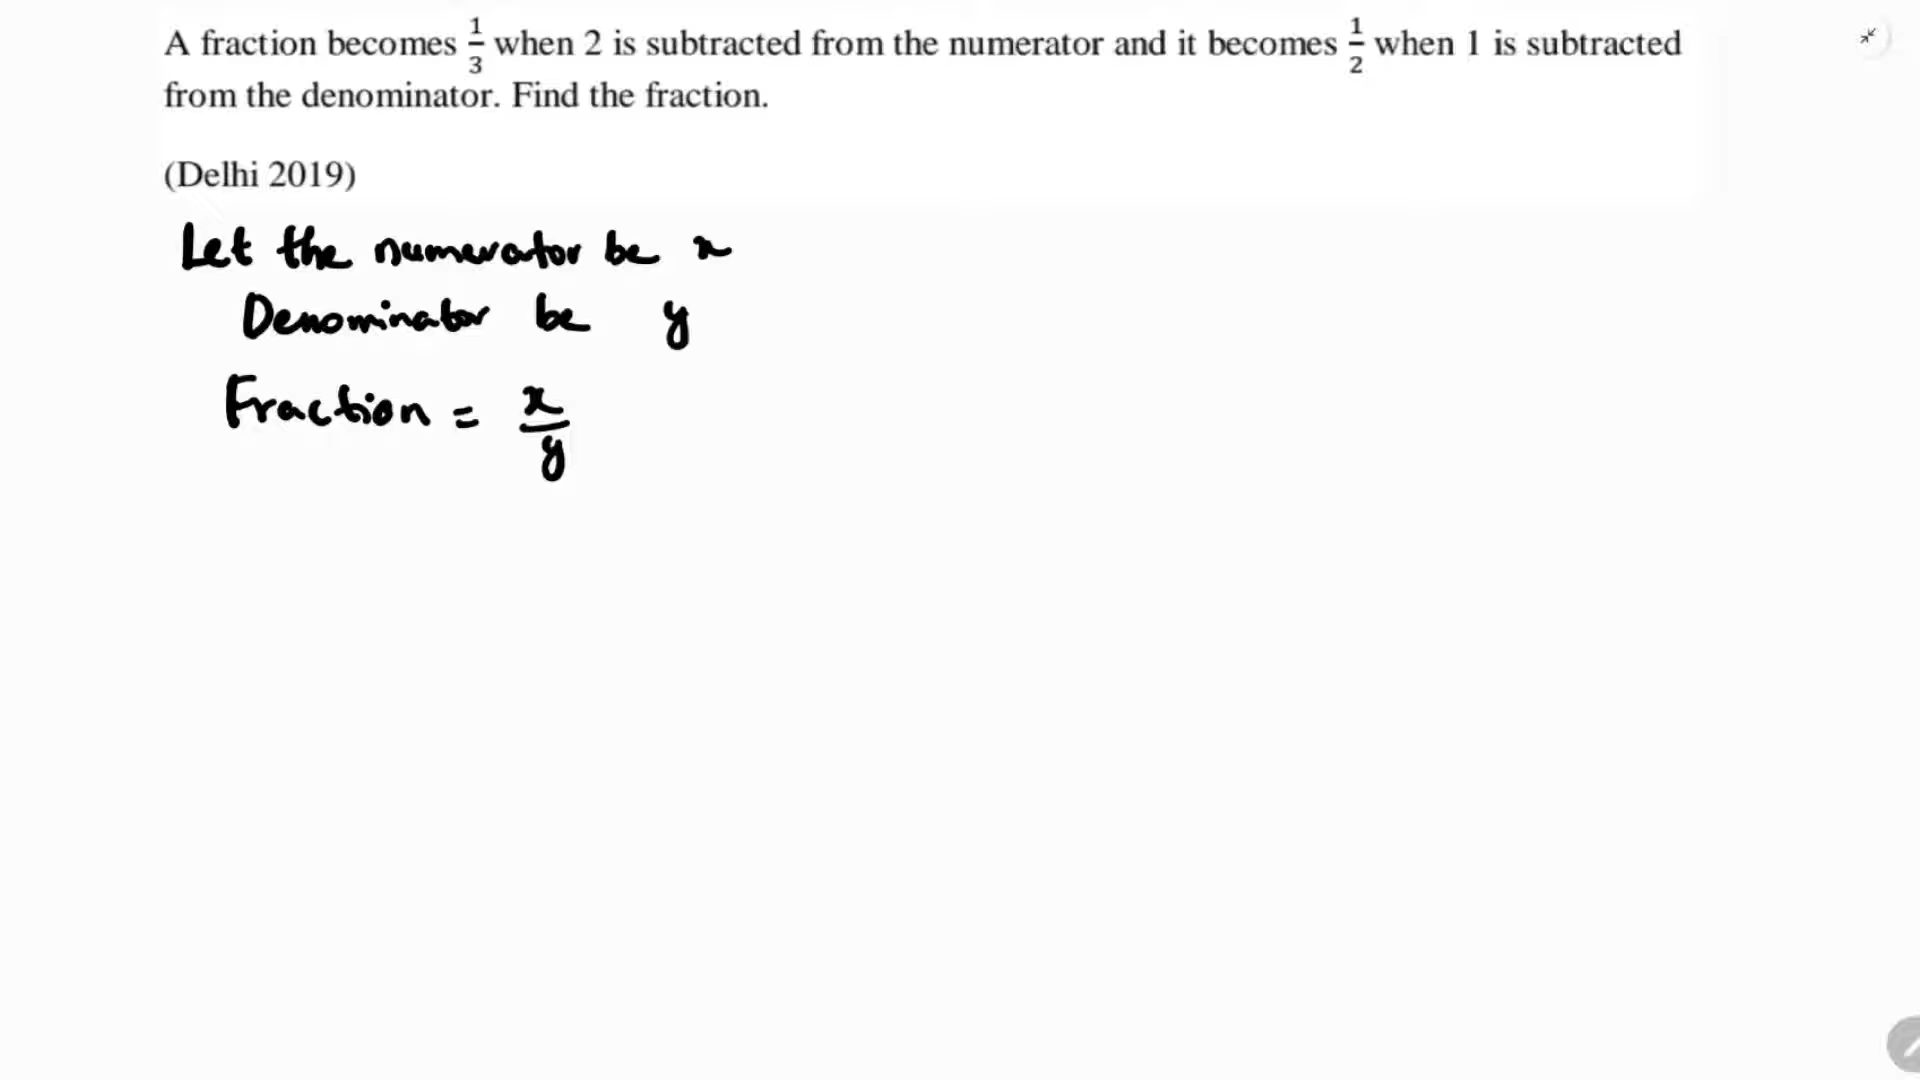 A fraction becomes 1/3 when 2 is subtracted from the numerator and it becomes 1/2 when 1 is subtracted
from the denominator. Find the fraction.
(Delhi 2019)
Let the numerator be x
Denominator be y
Fraction = x/y